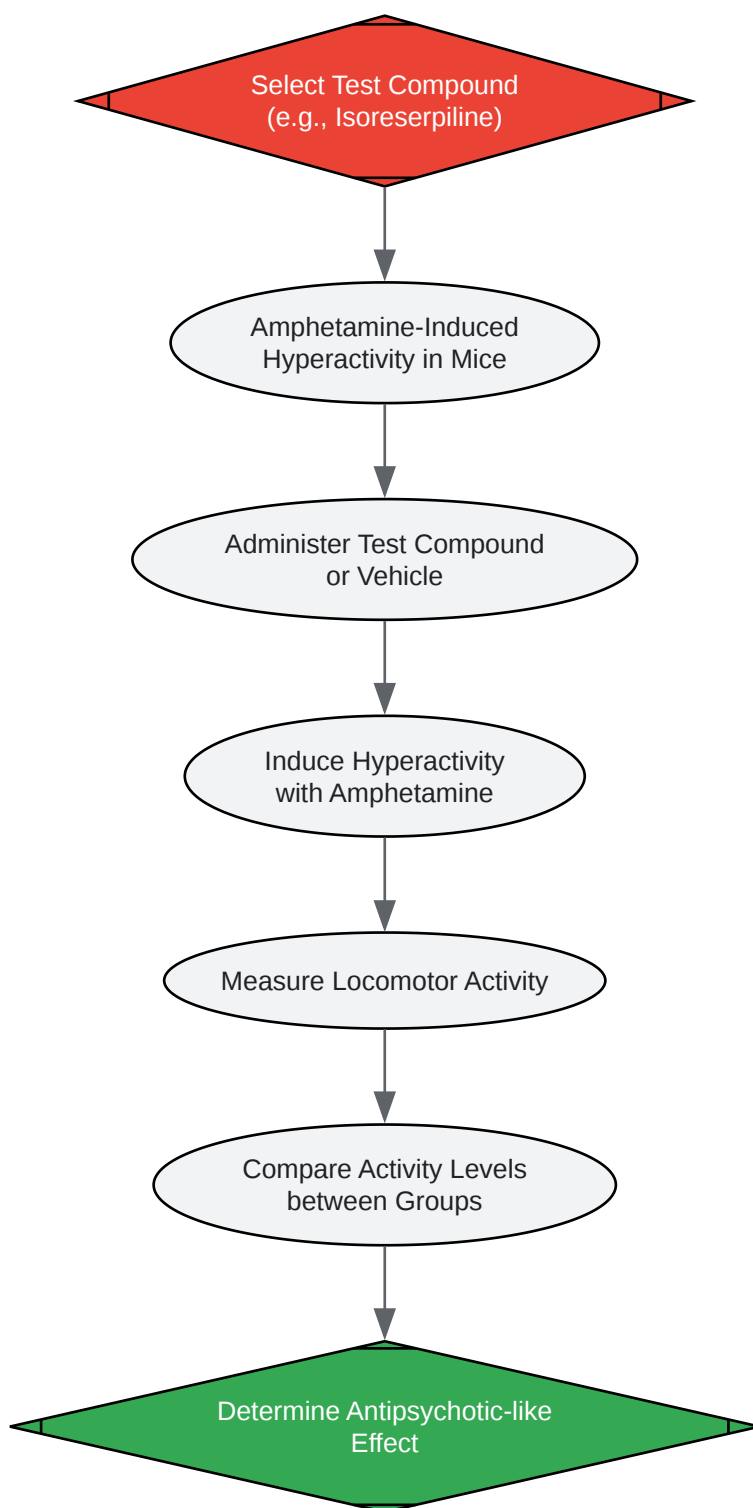 Select Test Compound
(e.g., Isoreserpiline)
Amphetamine-Induced
Hyperactivity in Mice
Administer Test Compound
or Vehicle
Induce Hyperactivity
with Amphetamine
Measure Locomotor Activity
Compare Activity Levels
between Groups
Determine Antipsychotic-like
Effect